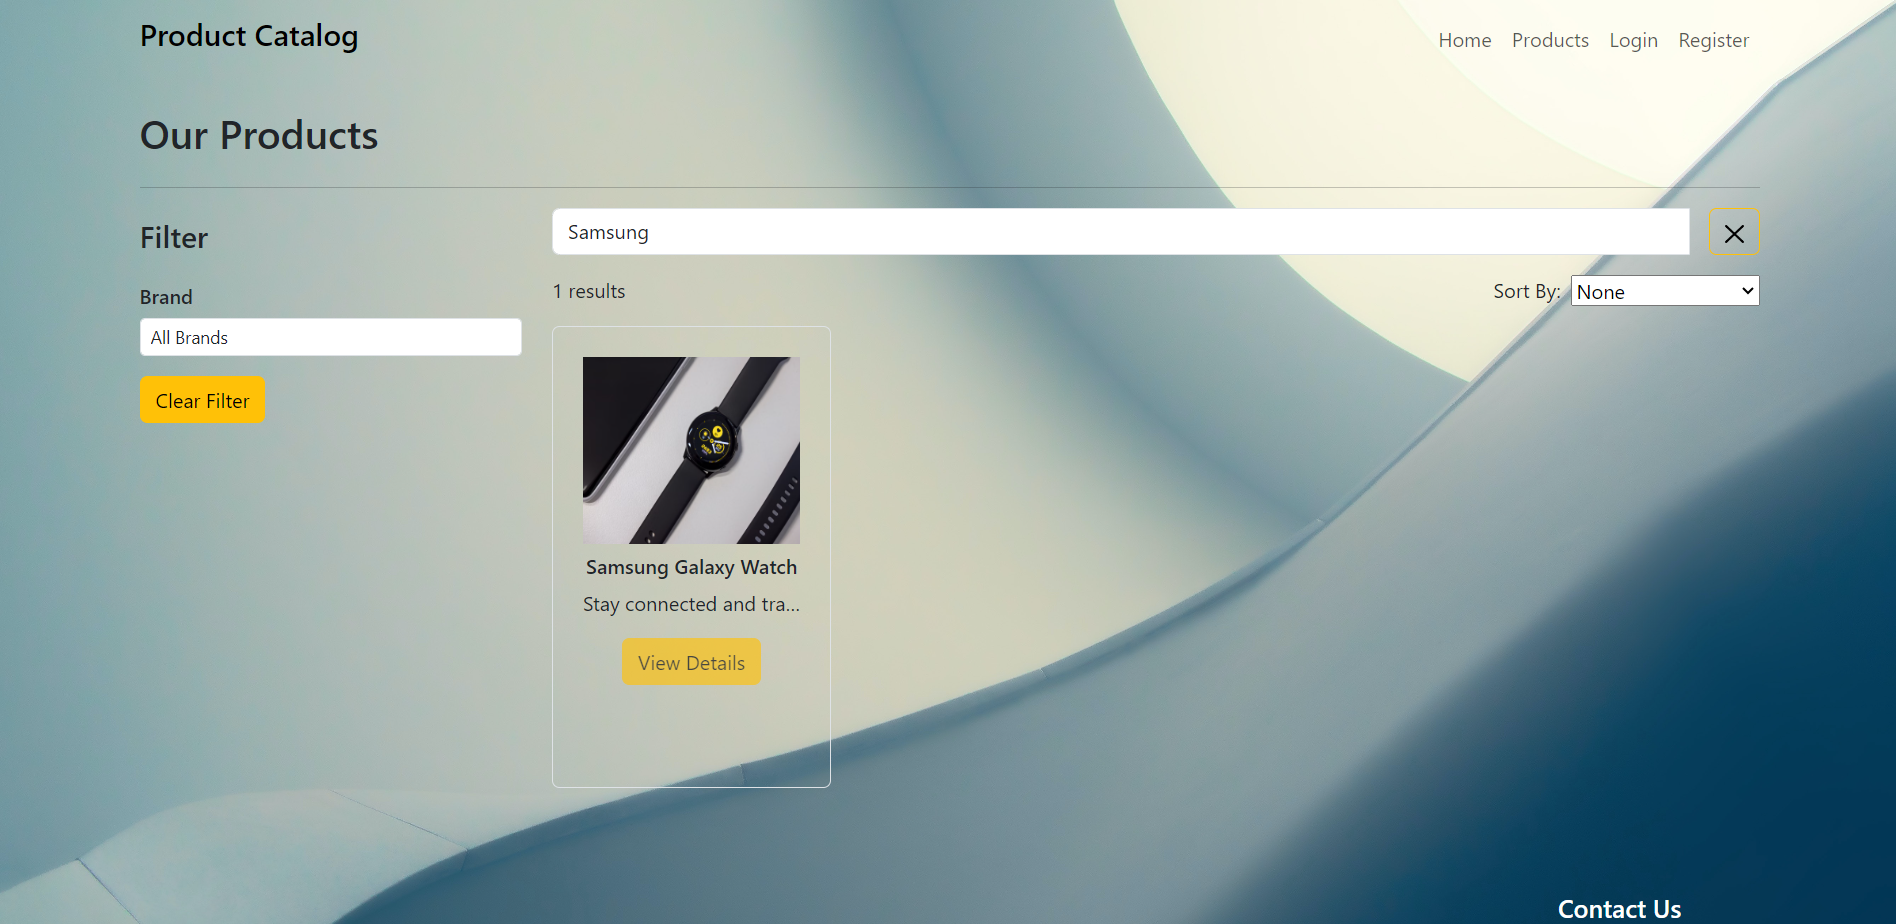 Product Catalog
Home Products Login Register
Our Products
Filter
Samsung
Brand
1 results
Sort By: None
All Brands
Clear Filter
Samsung Galaxy Watch
Stay connected and tra...
View Details
Contact Us